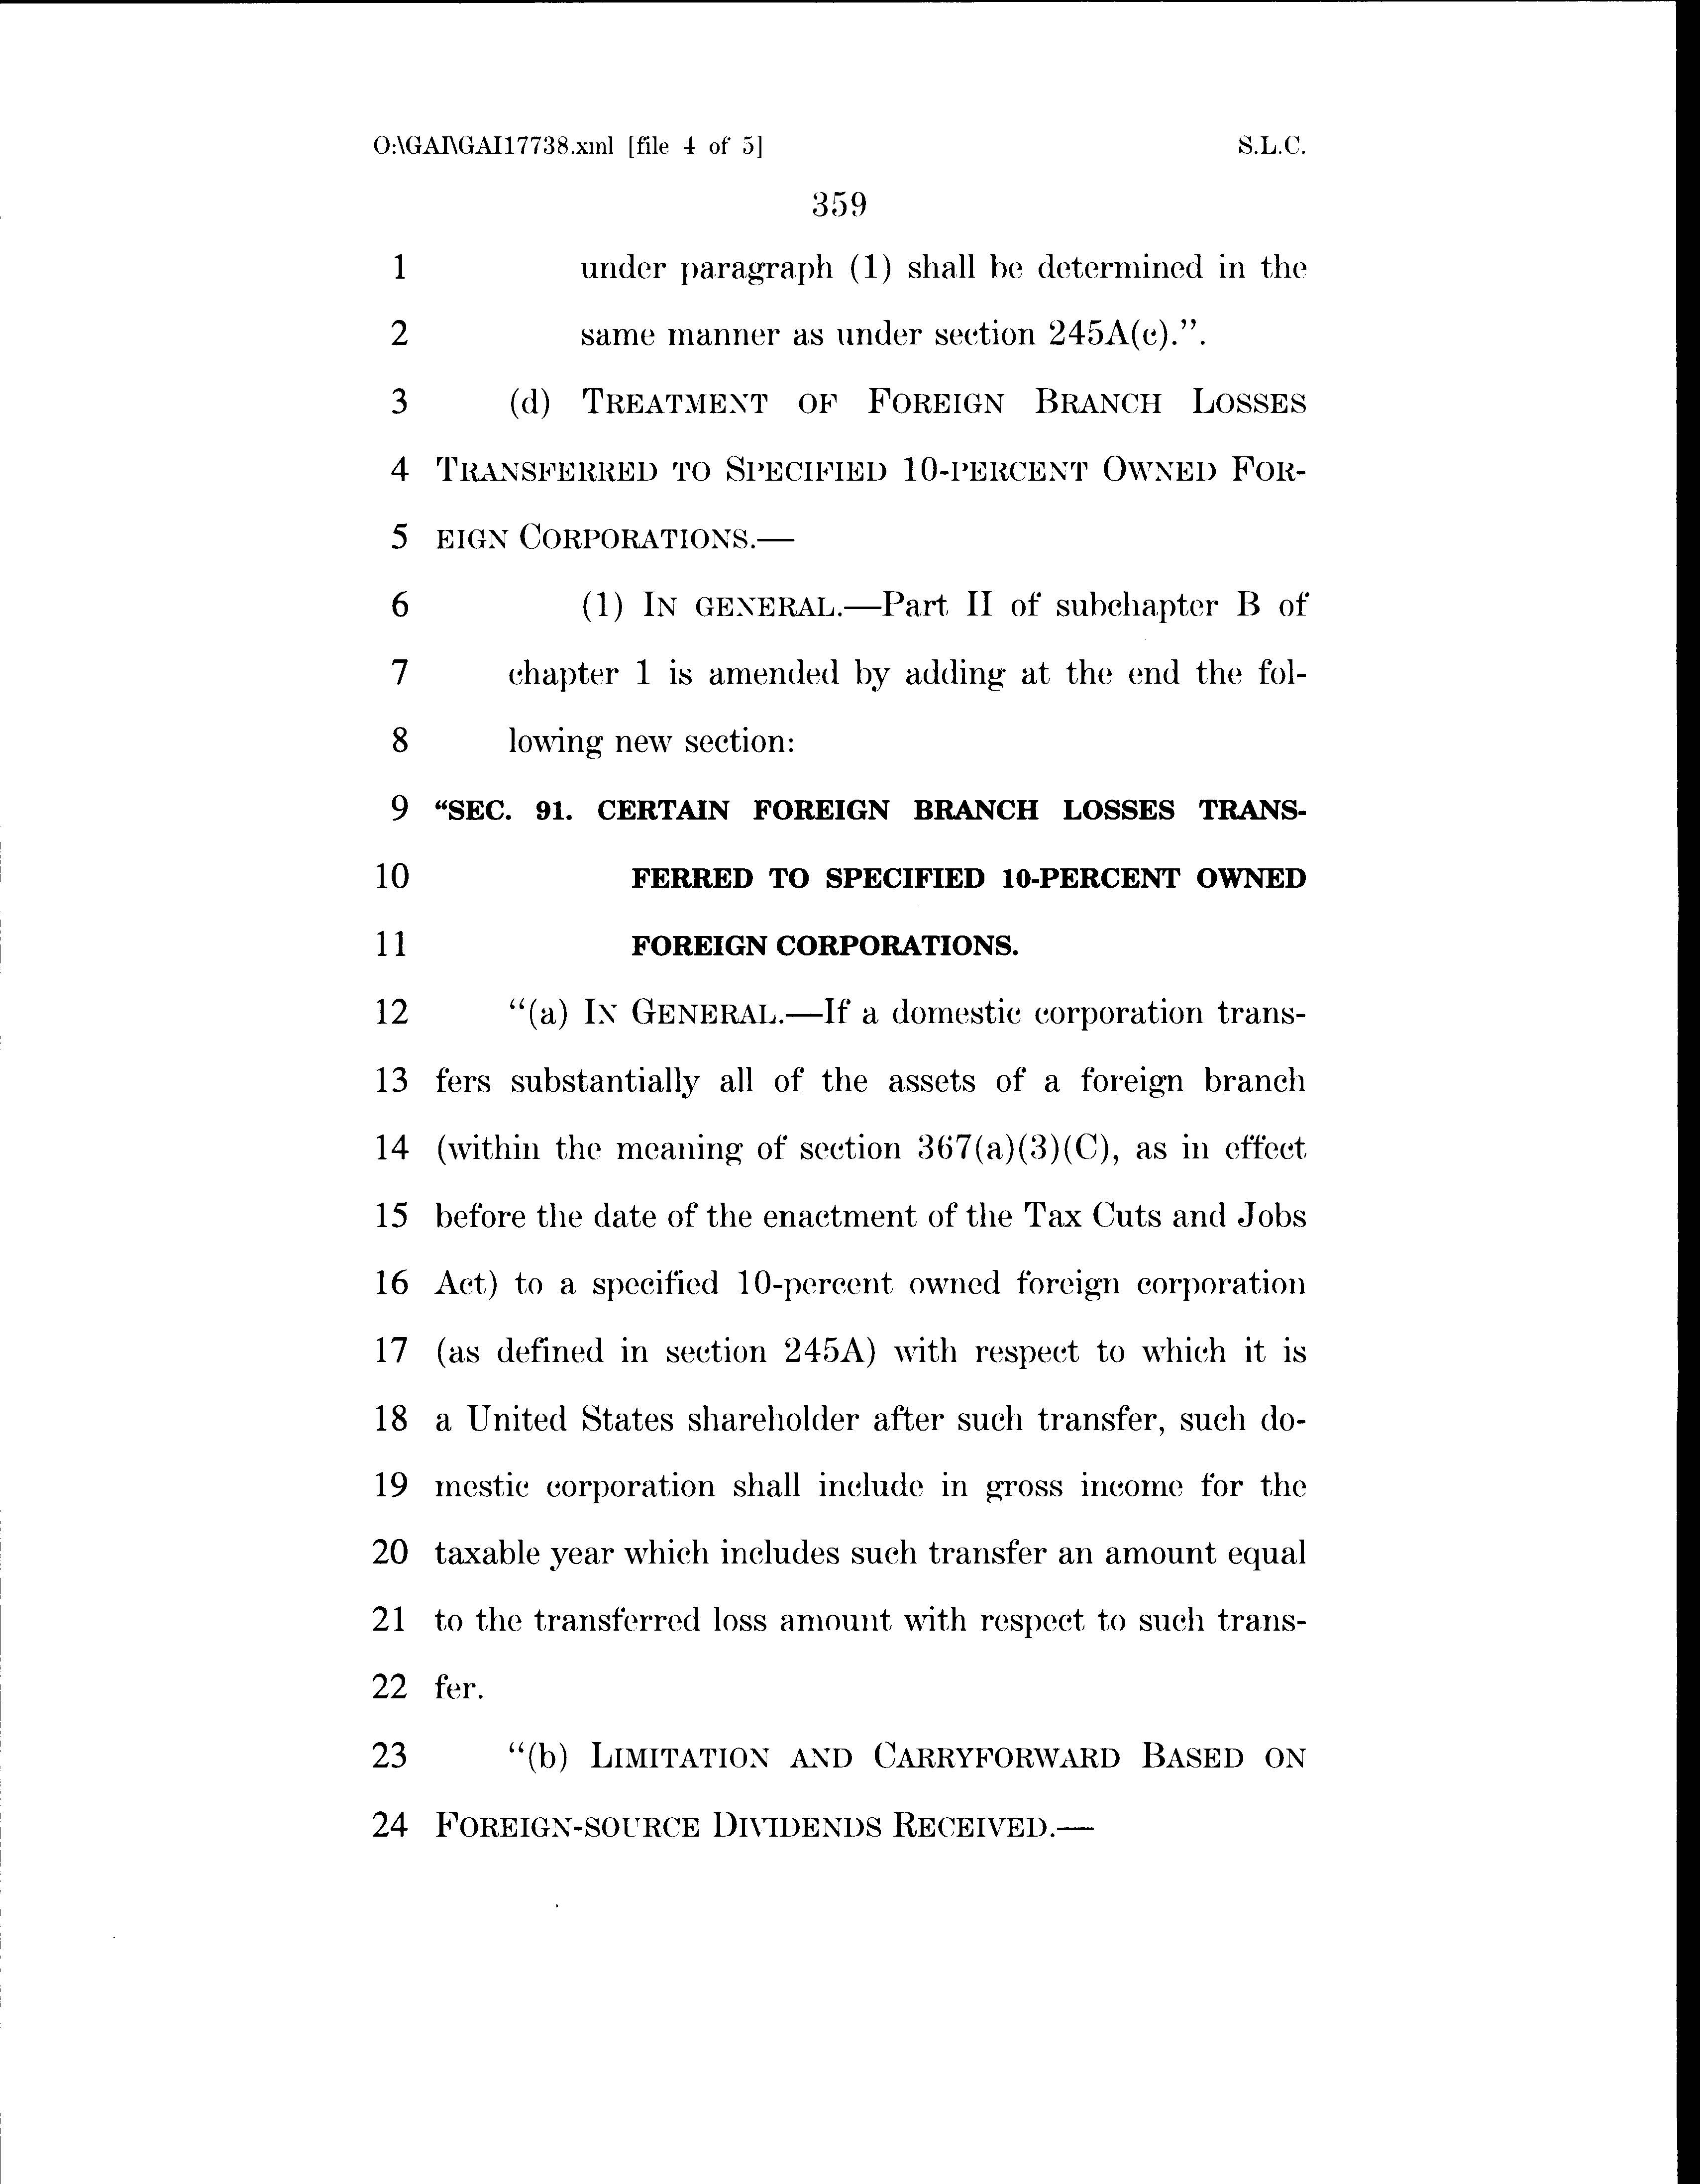 O:\GAI\GAI17738.xml [file 4 of 5] S.L.C.
359
1 under paragraph (1) shall be determined in the
2 same manner as under section 245A(c).”.
3 (d) TREATMENT OF FOREIGN BRANCH LOSSES
4 TRANSFERRED TO SPECIFIED 10-PERCENT OWNED FOR-
5 EIGN CORPORATIONS.—
6 (1) IN GENERAL.—Part II of subchapter B of
7 chapter 1 is amended by adding at the end the fol-
8 lowing new section:
9 “SEC. 91. CERTAIN FOREIGN BRANCH LOSSES TRANS-
10 FERRED TO SPECIFIED 10-PERCENT OWNED
11 FOREIGN CORPORATIONS.
12 “(a) IN GENERAL.—If a domestic corporation trans-
13 fers substantially all of the assets of a foreign branch
14 (within the meaning of section 367(a)(3)(C), as in effect
15 before the date of the enactment of the Tax Cuts and Jobs
16 Act) to a specified 10-percent owned foreign corporation
17 (as defined in section 245A) with respect to which it is
18 a United States shareholder after such transfer, such do-
19 mestic corporation shall include in gross income for the
20 taxable year which includes such transfer an amount equal
21 to the transferred loss amount with respect to such trans-
22 fer.
23 “(b) LIMITATION AND CARRYFORWARD BASED ON
24 FOREIGN-SOURCE DIVIDENDS RECEIVED.—